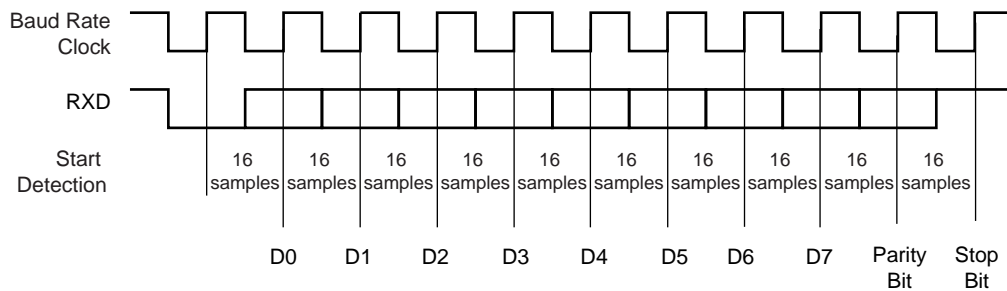 Baud Rate
Clock
RXD
Start
Detection
16 16 16 16 16 16 16 16 16 16
samples samples samples samples samples samples samples samples samples samples
D0 D1 D2 D3 D4 D5 D6 D7 Parity Stop
Bit Bit